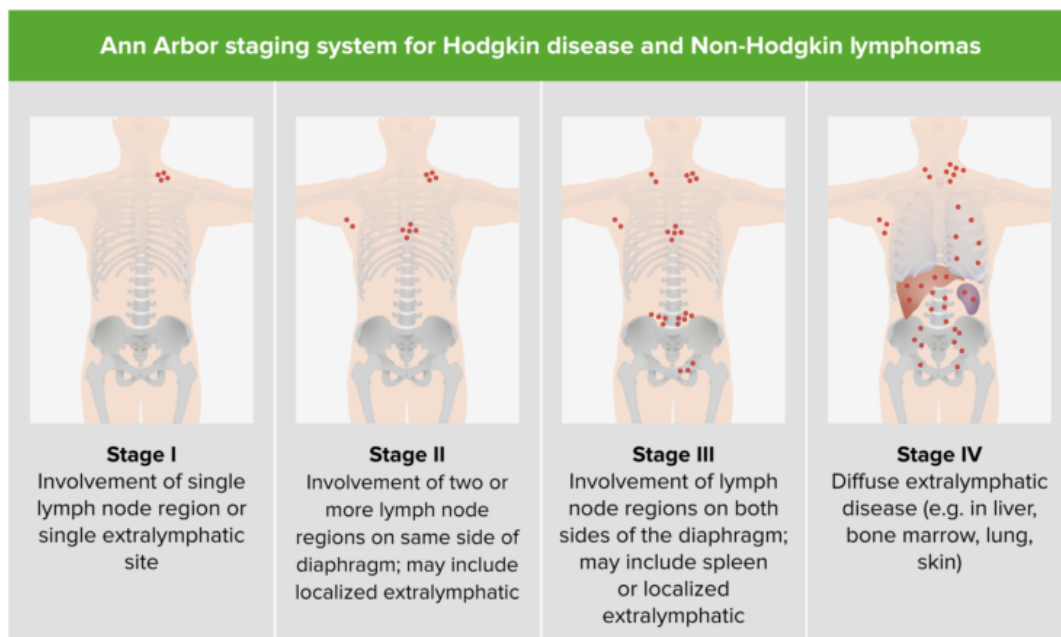 Ann Arbor staging system for Hodgkin disease and Non-Hodgkin lymphomas
Stage I
Involvement of single
lymph node region or
single extralymphatic
site
Stage II
Involvement of two or
more lymph node
regions on same side of
diaphragm; may include
localized extralymphatic
Stage III
Involvement of lymph
node regions on both
sides of the diaphragm;
may include spleen
or localized
extralymphatic
Stage IV
Diffuse extralymphatic
disease (e.g. in liver,
bone marrow, lung,
skin)